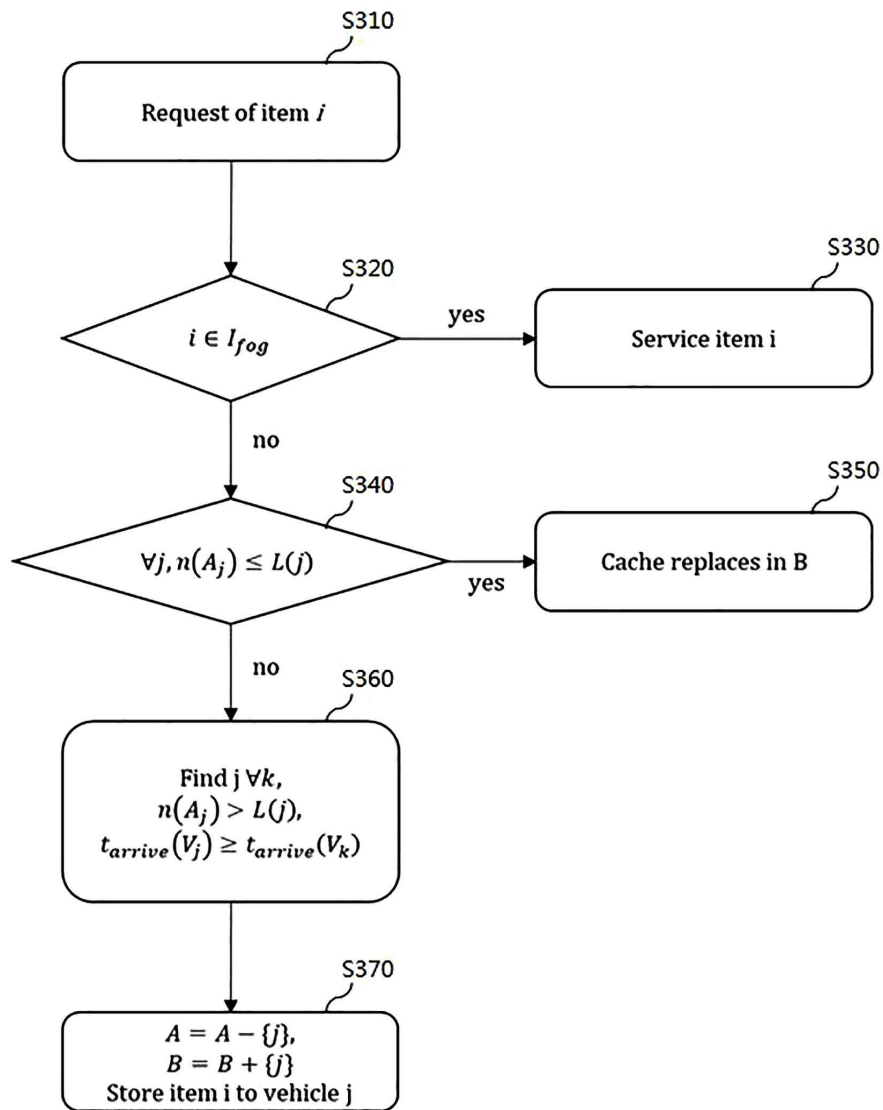 S310
Request of item i
S320
i ∈ I_fog
yes
S330
Service item i
no
S340
∀j, n(A_j) ≤ L(j)
yes
S350
Cache replaces in B
no
S360
Find j ∀k,
n(A_j) > L(j),
t_arrive(V_j) ≥ t_arrive(V_k)
S370
A = A − {j},
B = B + {j}
Store item i to vehicle j